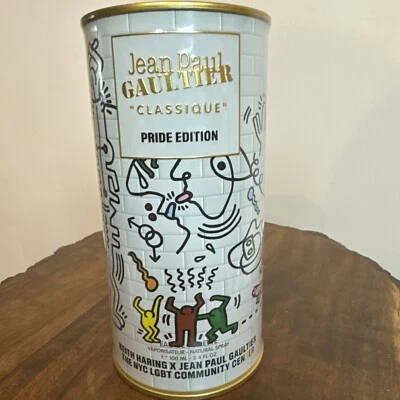 Jean Paul
GAULTIER
"CLASSIQUE"
PRIDE EDITION
VAPORISATEUR - NATURAL SPRAY
100 ML - 3.4 FL.OZ.
KEITH HARING X JEAN PAUL GAULTIER
THE NYC LGBT COMMUNITY CENTER